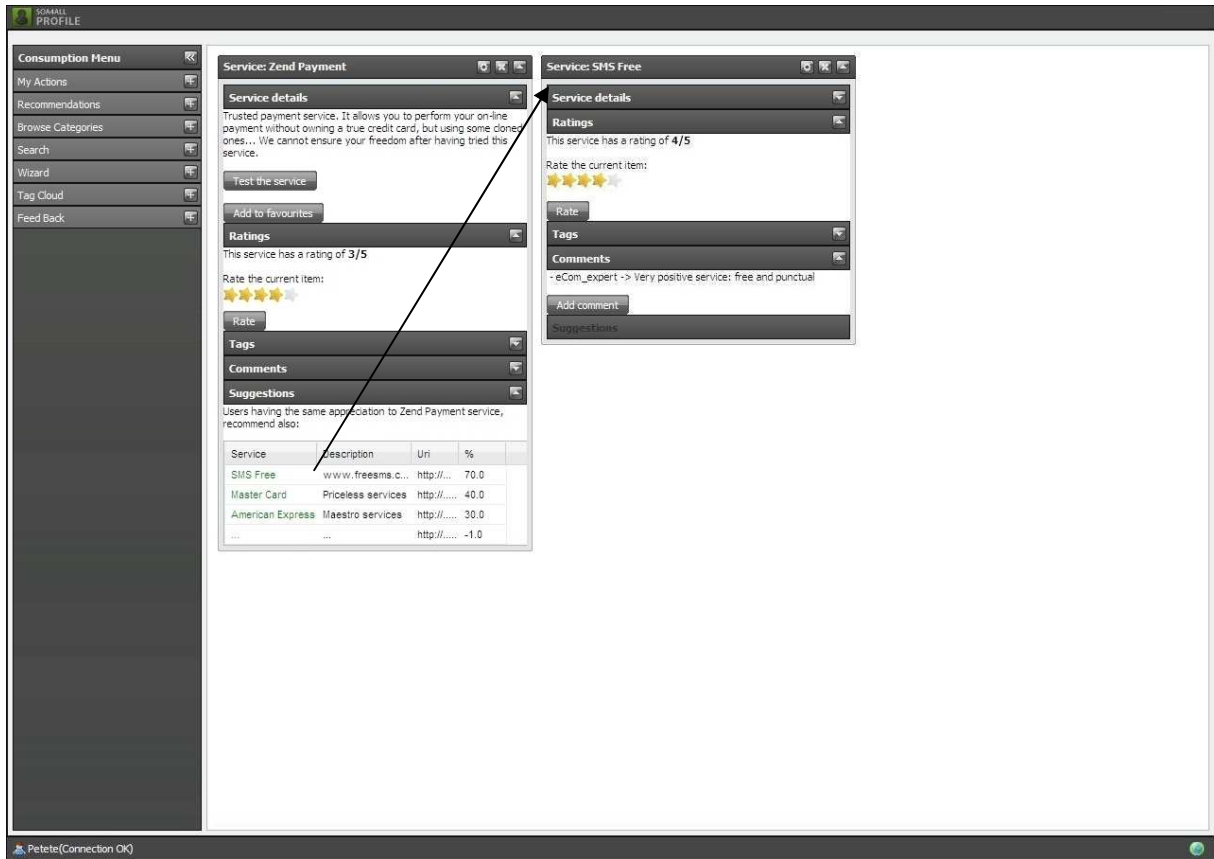 SOMALL
PROFILE
Consumption Menu
My Actions
Recommendations
Browse Categories
Search
Wizard
Tag Cloud
Feed Back
Service: Zend Payment
Service details
Trusted payment service. It allows you to perform your on-line
payment without owning a true credit card, but using some cloned
ones... We cannot ensure your freedom after having tried this
service.
Test the service
Add to favourites
Ratings
This service has a rating of 3/5
Rate the current item:
Rate
Tags
Comments
Suggestions
Users having the same appreciation to Zend Payment service,
recommend also:
Service Description Uri %
SMS Free www.freesms.c... http://... 70.0
Master Card Priceless services http://..... 40.0
American Express Maestro services http://..... 30.0
... ... http://..... -1.0
Service: SMS Free
Service details
Ratings
This service has a rating of 4/5
Rate the current item:
Rate
Tags
Comments
- eCom_expert -> Very positive service: free and punctual
Add comment
Suggestions
Petete(Connection OK)